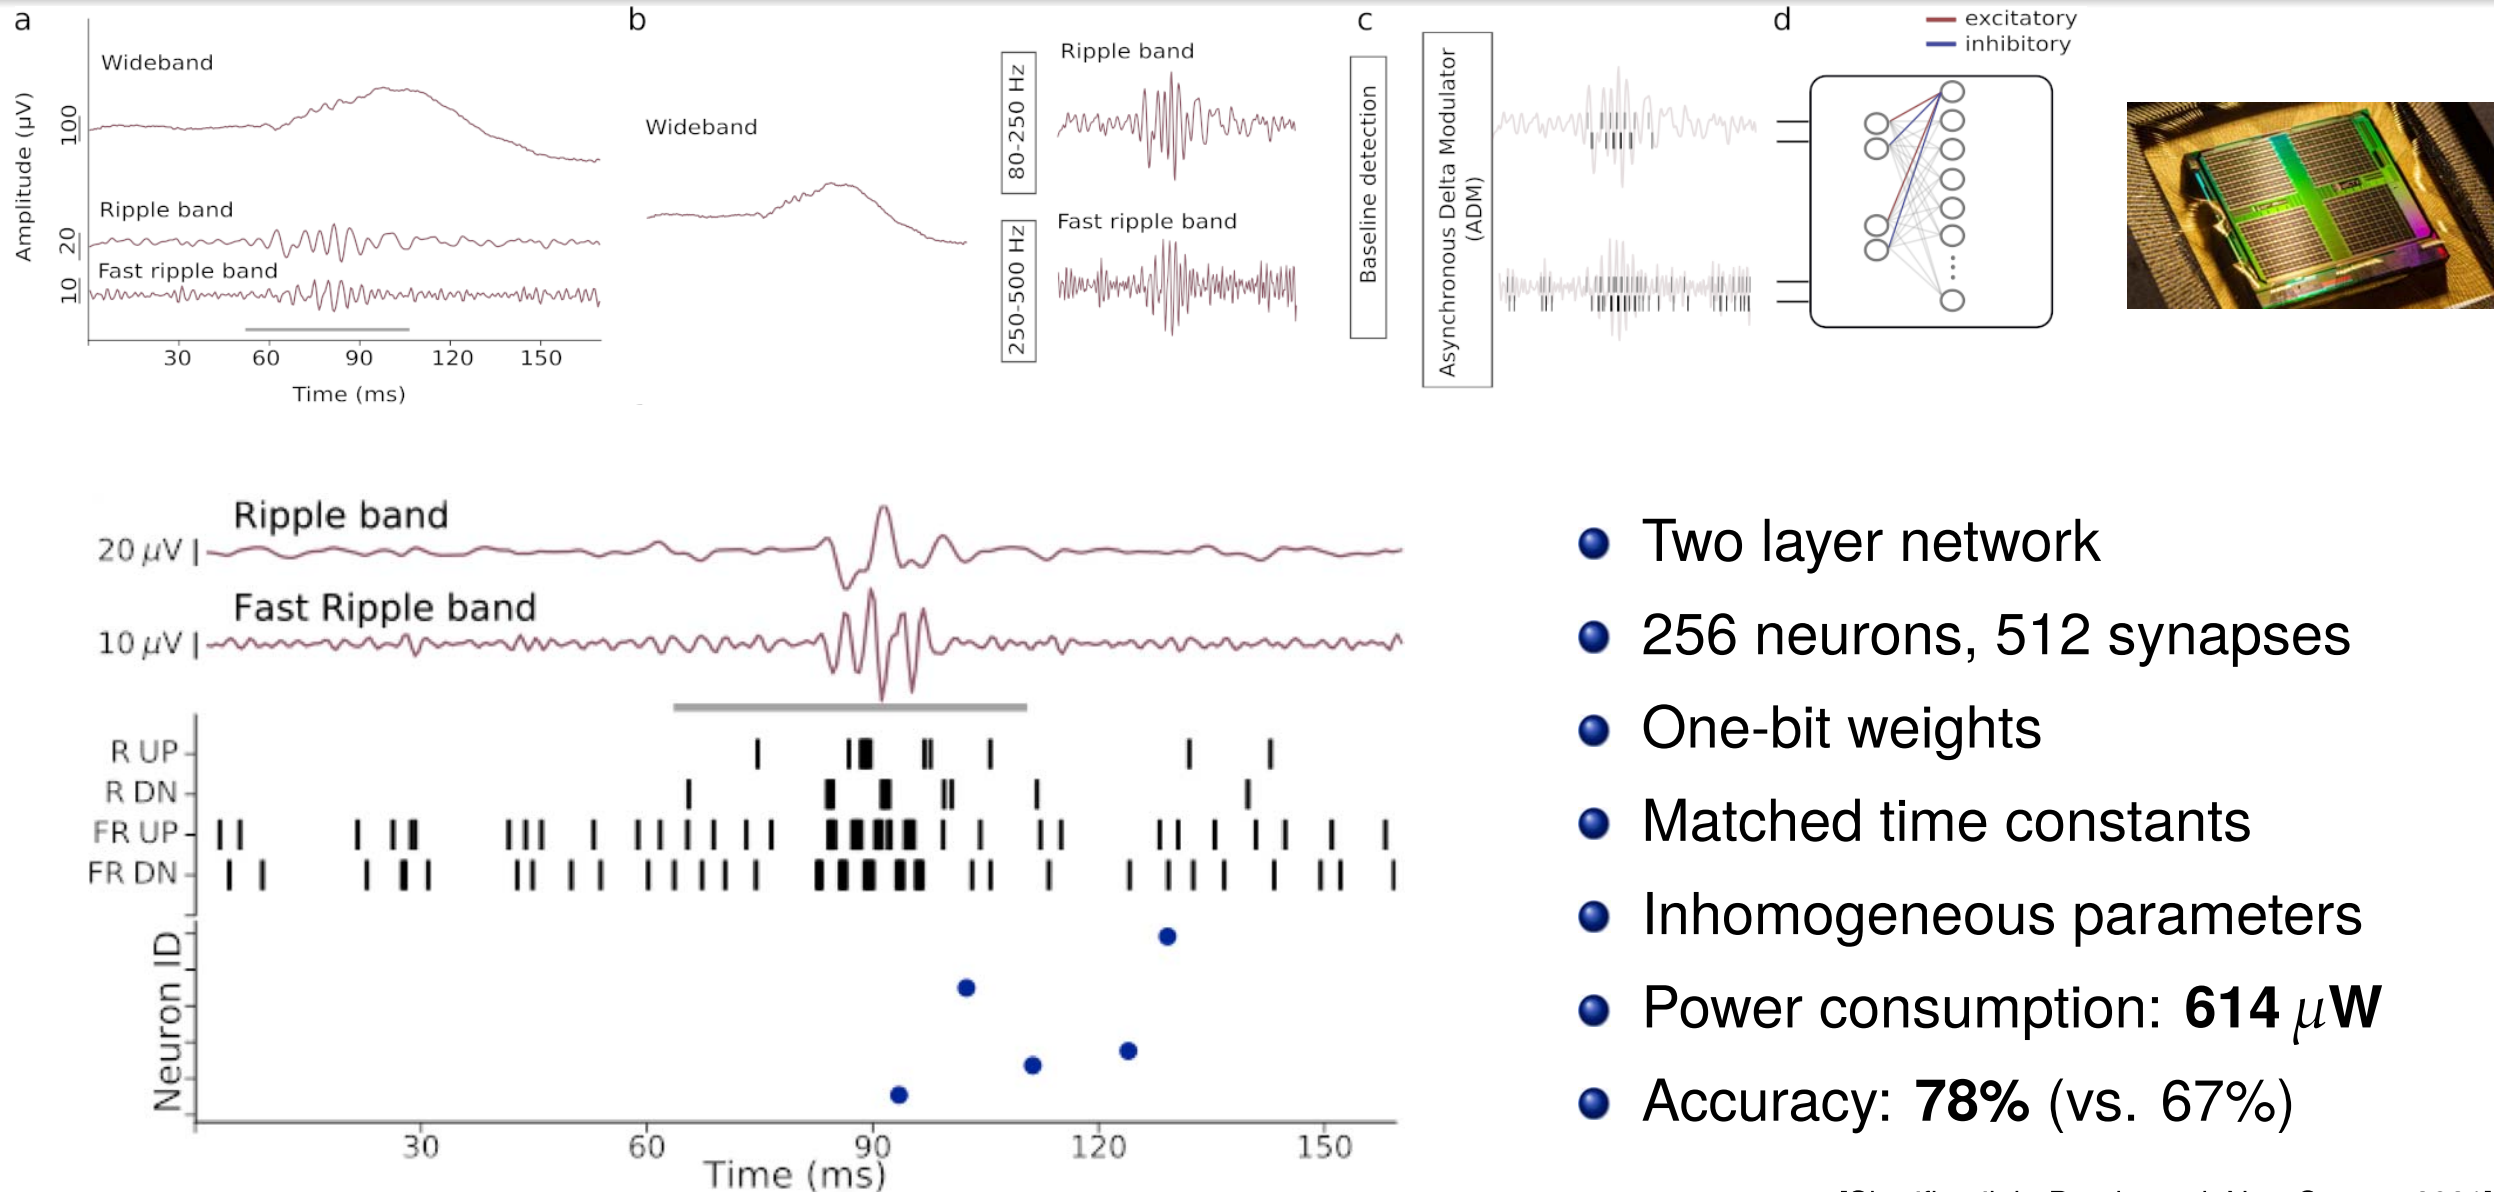 a
Wideband
Ripple band
Fast ripple band
Amplitude (µV)
100
20
10
30 60 90 120 150
Time (ms)
b
Wideband
80-250 Hz
250-500 Hz
Ripple band
Fast ripple band
c
Baseline detection
Asynchronous Delta Modulator
(ADM)
d
excitatory
inhibitory
Ripple band
20 µV
Fast Ripple band
10 µV
R UP
R DN
FR UP
FR DN
Neuron ID
30 60 90 120 150
Time (ms)
Two layer network
256 neurons, 512 synapses
One-bit weights
Matched time constants
Inhomogeneous parameters
Power consumption: 614 µW
Accuracy: 78% (vs. 67%)